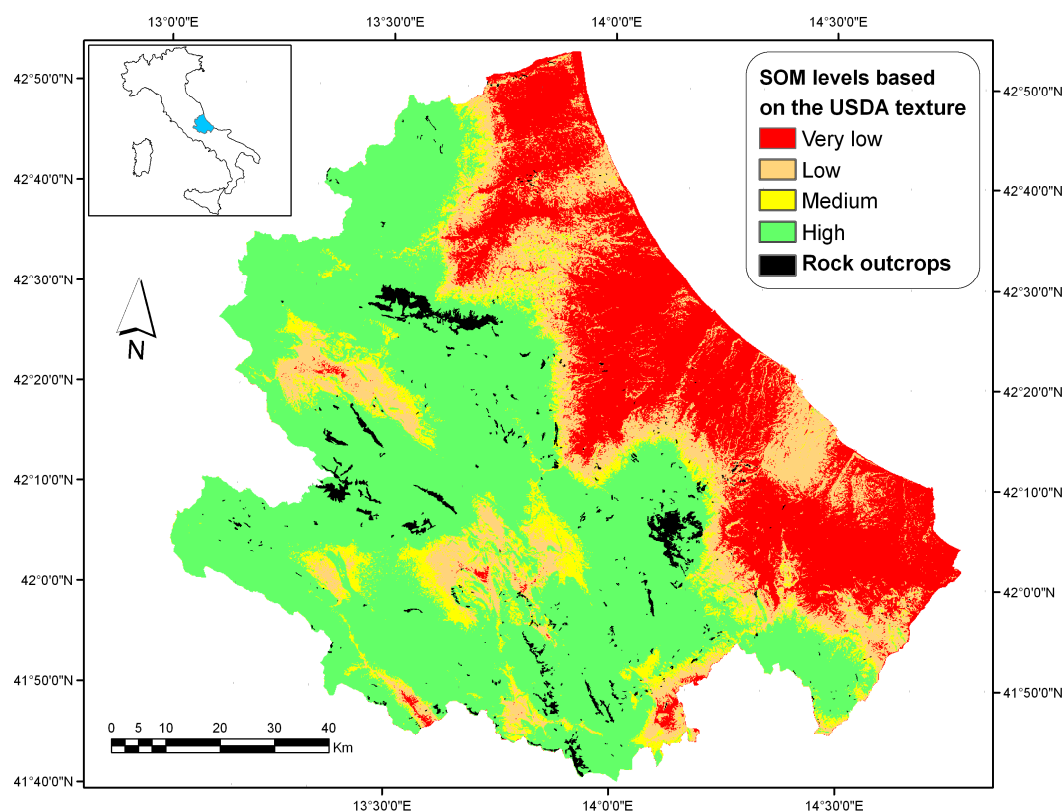 13°0'0"E 13°30'0"E 14°0'0"E 14°30'0"E
42°50'0"N
42°40'0"N
42°30'0"N
42°20'0"N
42°10'0"N
42°0'0"N
41°50'0"N
41°40'0"N
SOM levels based
on the USDA texture
Very low
Low
Medium
High
Rock outcrops
N
0 5 10 20 30 40
Km
42°50'0"N
42°40'0"N
42°30'0"N
42°20'0"N
42°10'0"N
42°0'0"N
41°50'0"N
13°30'0"E 14°0'0"E 14°30'0"E